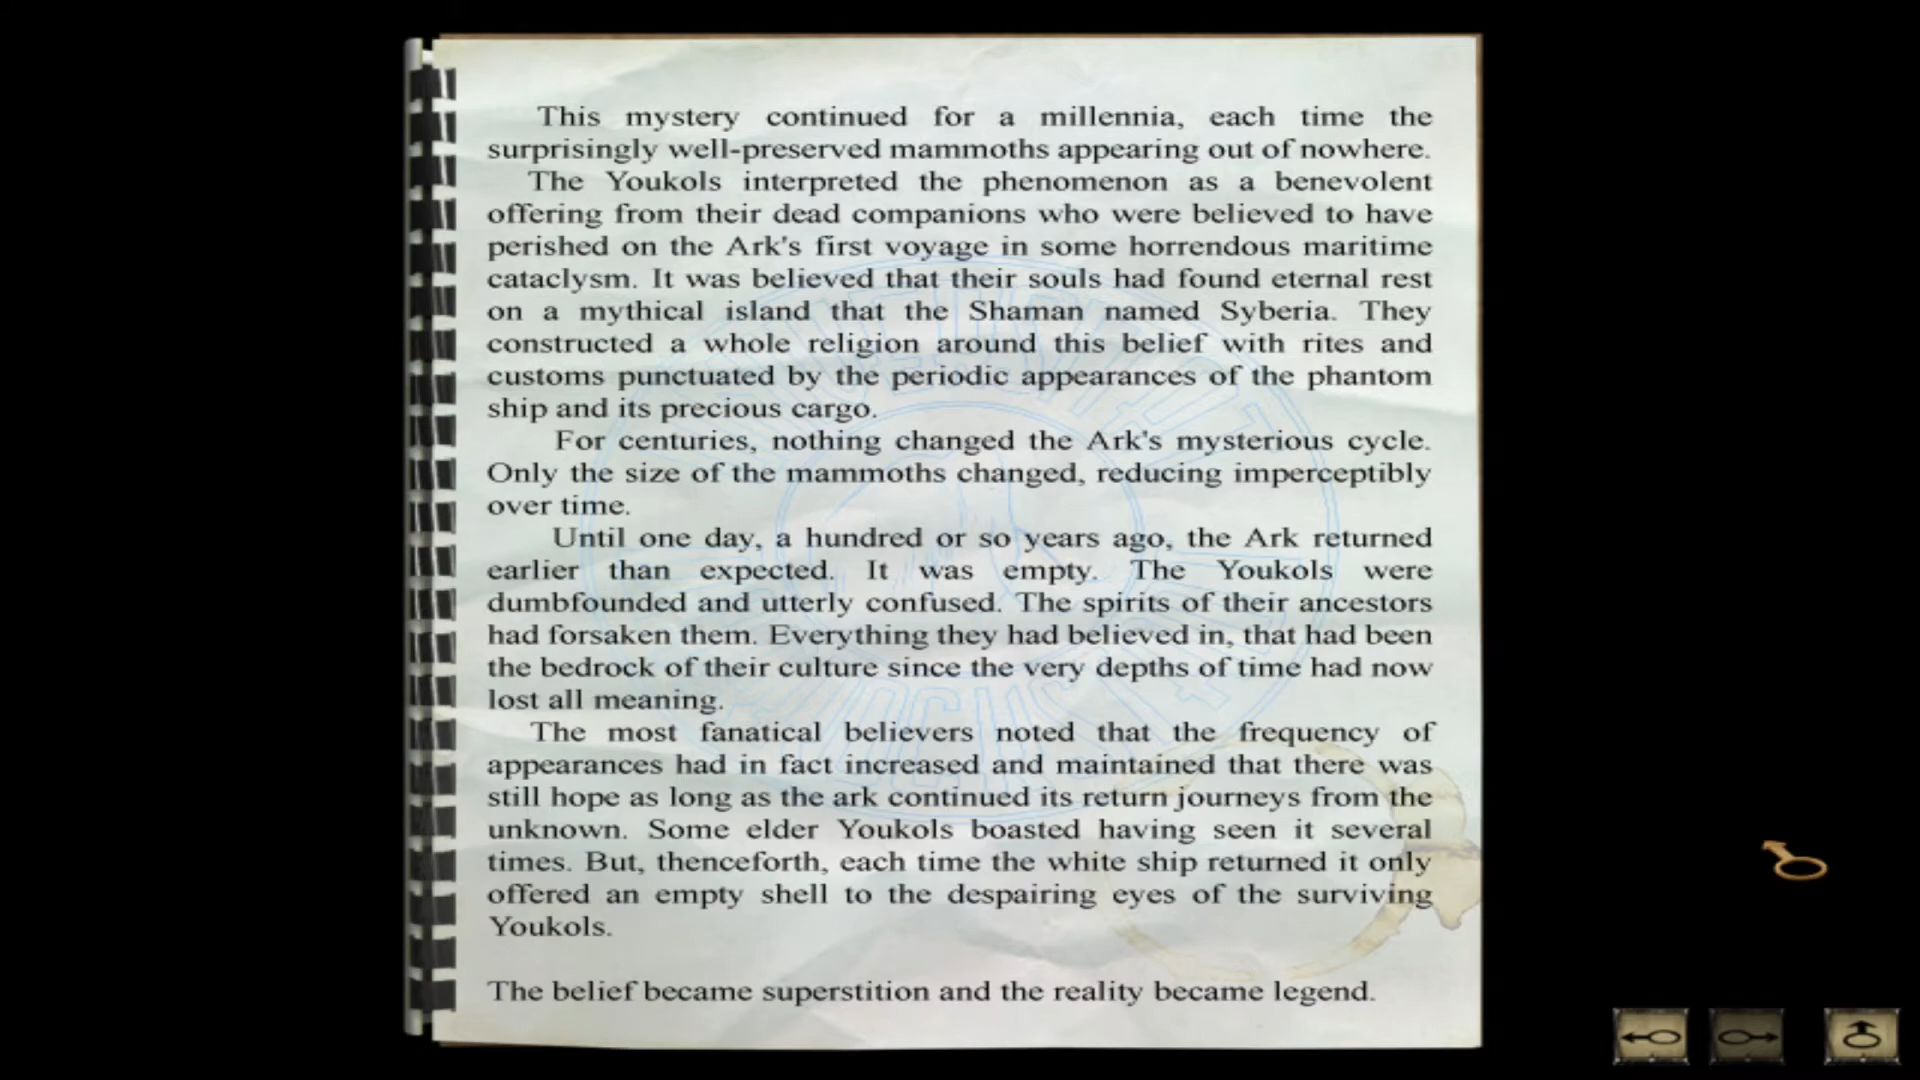 This mystery continued for a millennia, each time the
surprisingly well-preserved mammoths appearing out of nowhere.
The Youkols interpreted the phenomenon as a benevolent
offering from their dead companions who were believed to have
perished on the Ark's first voyage in some horrendous maritime
cataclysm. It was believed that their souls had found eternal rest
on a mythical island that the Shaman named Syberia. They
constructed a whole religion around this belief with rites and
customs punctuated by the periodic appearances of the phantom
ship and its precious cargo.
For centuries, nothing changed the Ark's mysterious cycle.
Only the size of the mammoths changed, reducing imperceptibly
over time.
Until one day, a hundred or so years ago, the Ark returned
earlier than expected. It was empty. The Youkols were
dumbfounded and utterly confused. The spirits of their ancestors
had forsaken them. Everything they had believed in, that had been
the bedrock of their culture since the very depths of time had now
lost all meaning.
The most fanatical believers noted that the frequency of
appearances had in fact increased and maintained that there was
still hope as long as the ark continued its return journeys from the
unknown. Some elder Youkols boasted having seen it several
times. But, thenceforth, each time the white ship returned it only
offered an empty shell to the despairing eyes of the surviving
Youkols.
The belief became superstition and the reality became legend.